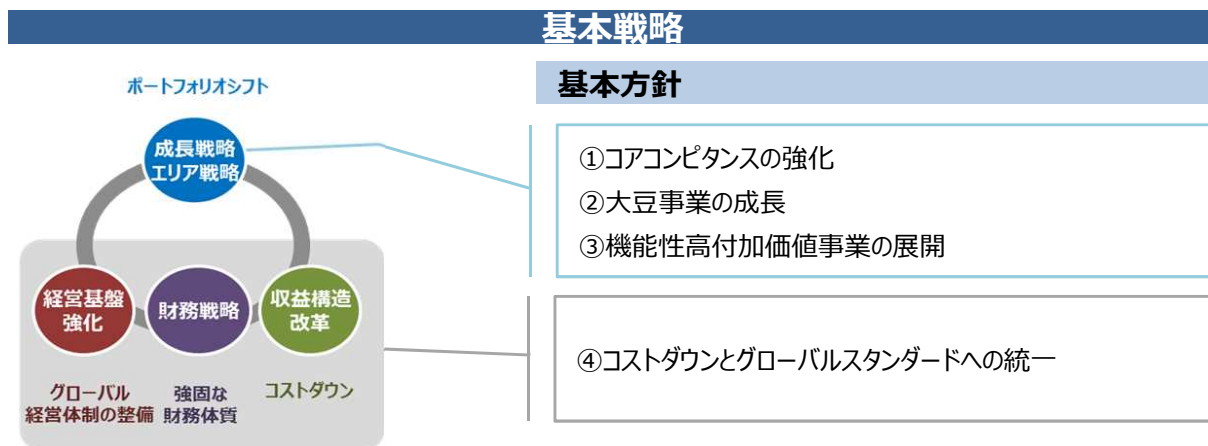 基本戦略
ポートフォリオシフト
成長戦略
エリア戦略
経営基盤
強化
財務戦略
収益構造
改革
グローバル
経営体制の整備
強固な
財務体質
コストダウン
基本方針
①コアコンピタンスの強化
②大豆事業の成長
③機能性高付加価値事業の展開
④コストダウンとグローバルスタンダードへの統一